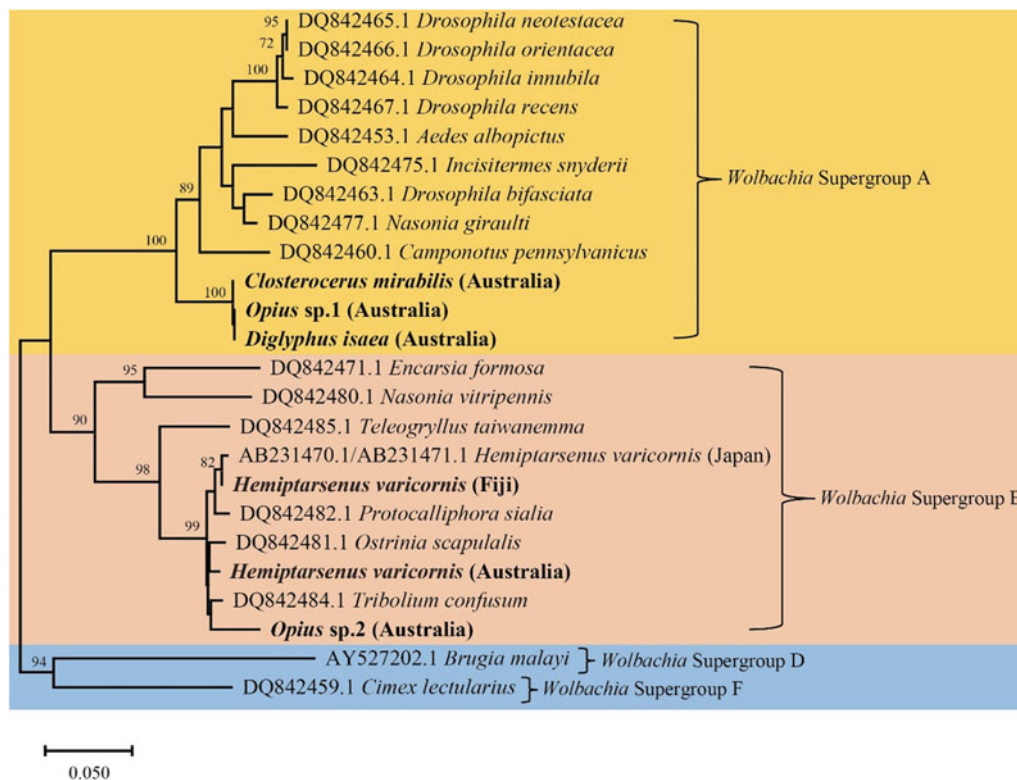 95
DQ842465.1 Drosophila neotestacea
72
DQ842466.1 Drosophila orientacea
100
DQ842464.1 Drosophila innubila
DQ842467.1 Drosophila recens
DQ842453.1 Aedes albopictus
DQ842475.1 Incisitermes snyderii
Wolbachia Supergroup A
89
DQ842463.1 Drosophila bifasciata
DQ842477.1 Nasonia giraulti
100
DQ842460.1 Camponotus pennsylvanicus
Closterocerus mirabilis (Australia)
100
Opius sp.1 (Australia)
Diglyphus isaea (Australia)
95
DQ842471.1 Encarsia formosa
DQ842480.1 Nasonia vitripennis
90
DQ842485.1 Teleogryllus taiwanemma
82
AB231470.1/AB231471.1 Hemiptarsenus varicornis (Japan)
98
Hemiptarsenus varicornis (Fiji)
Wolbachia Supergroup B
DQ842482.1 Protocalliphora sialia
99
DQ842481.1 Ostrinia scapulalis
Hemiptarsenus varicornis (Australia)
DQ842484.1 Tribolium confusum
Opius sp.2 (Australia)
94
AY527202.1 Brugia malayi
Wolbachia Supergroup D
DQ842459.1 Cimex lectularius
Wolbachia Supergroup F
0.050